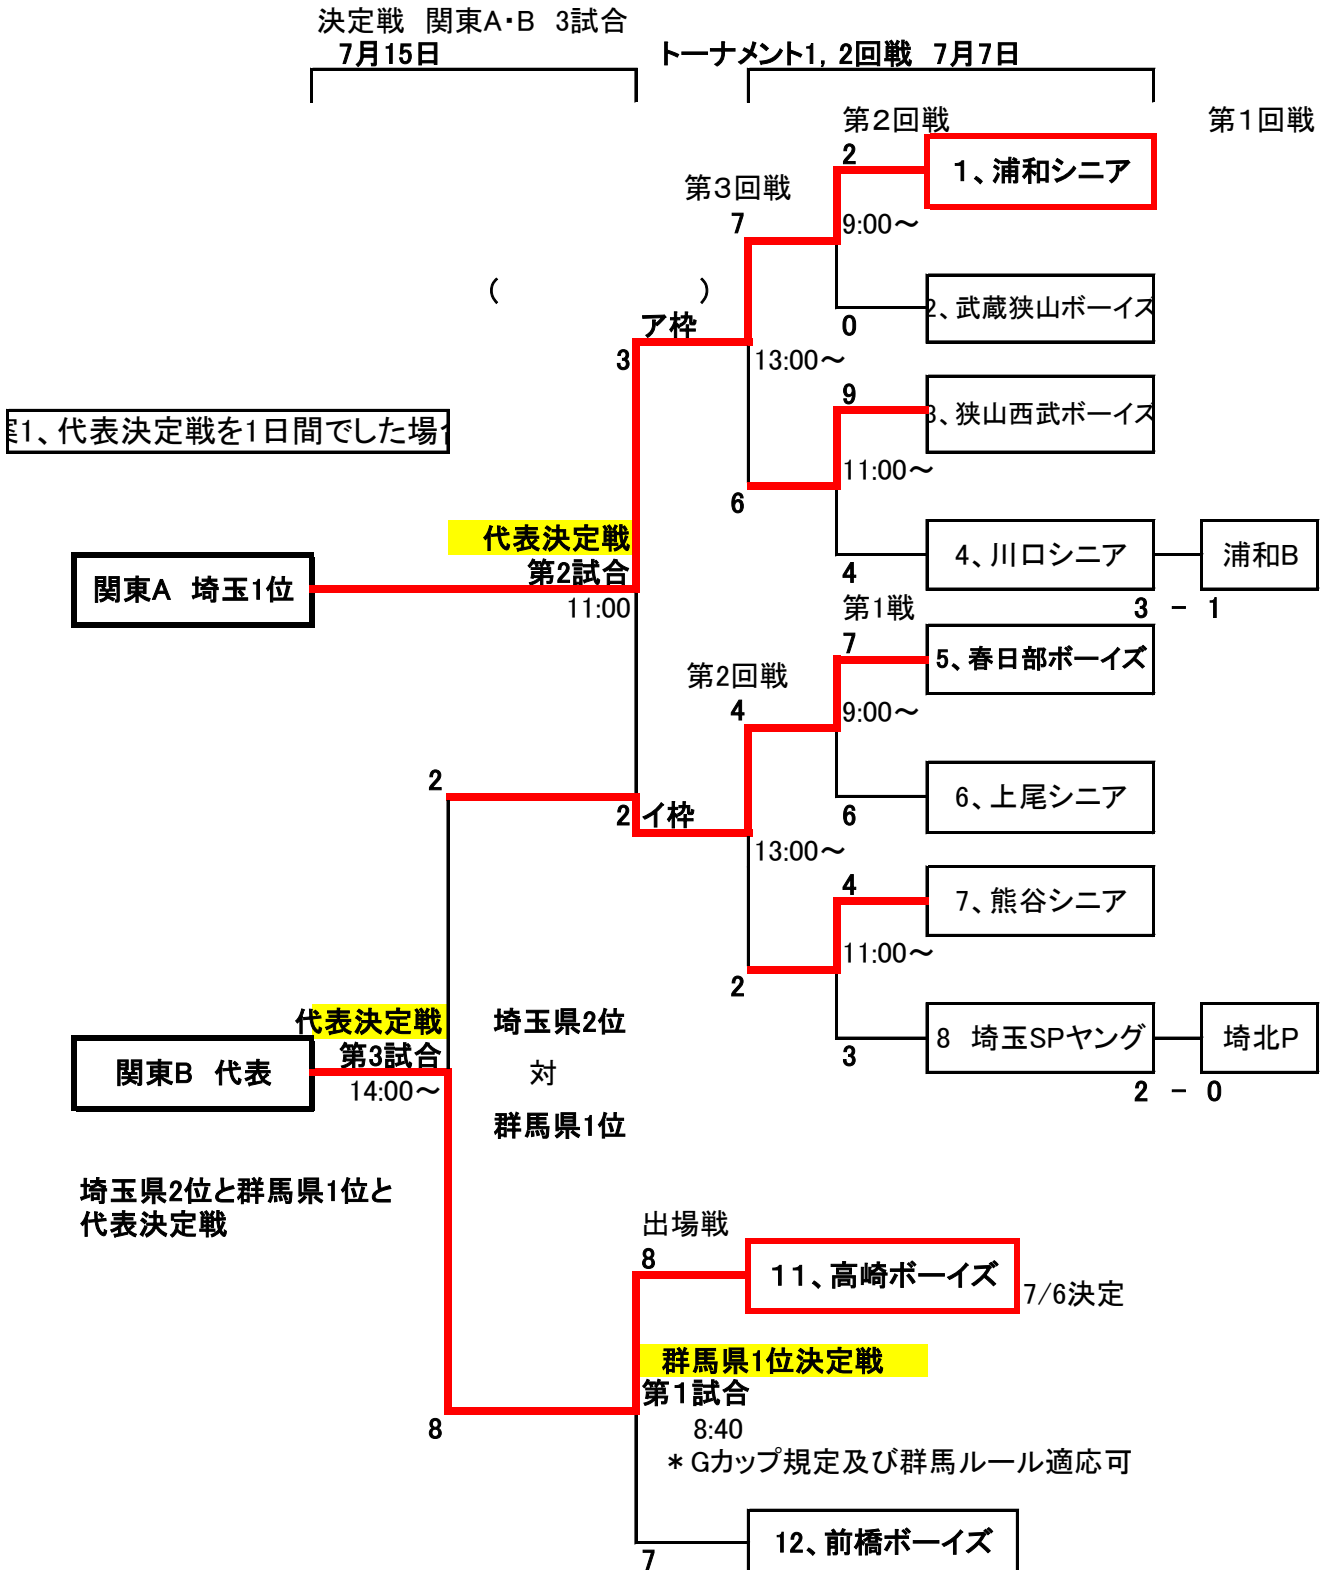 決定戦　関東A・B　3試合
7月15日
トーナメント1，2回戦　7月7日
第２回戦
第１回戦
2
１、浦和シニア
第３回戦
7
9:00～
(　　　　　　)
2、武蔵狭山ボーイズ
0
ア枠
3
13:00～
9
3、狭山西武ボーイズ
1、代表決定戦を1日間でした場
11:00～
6
代表決定戦
第2試合
4、川口シニア
浦和B
4
関東A　埼玉1位
11:00
3 － 1
第1戦
7
5、春日部ボーイズ
第2回戦
4
9:00～
2
6、上尾シニア
2
イ枠
6
13:00～
4
7、熊谷シニア
11:00～
2
代表決定戦
埼玉県2位
第3試合
8　埼玉SPヤング
埼北P
3
関東B　代表
対
14:00～
2 － 0
群馬県1位
埼玉県2位と群馬県1位と
代表決定戦
出場戦
8
１１、高崎ボーイズ
7/6決定
群馬県1位決定戦
第１試合
8
8:40
＊Gカップ規定及び群馬ルール適応可
12、前橋ボーイズ
7